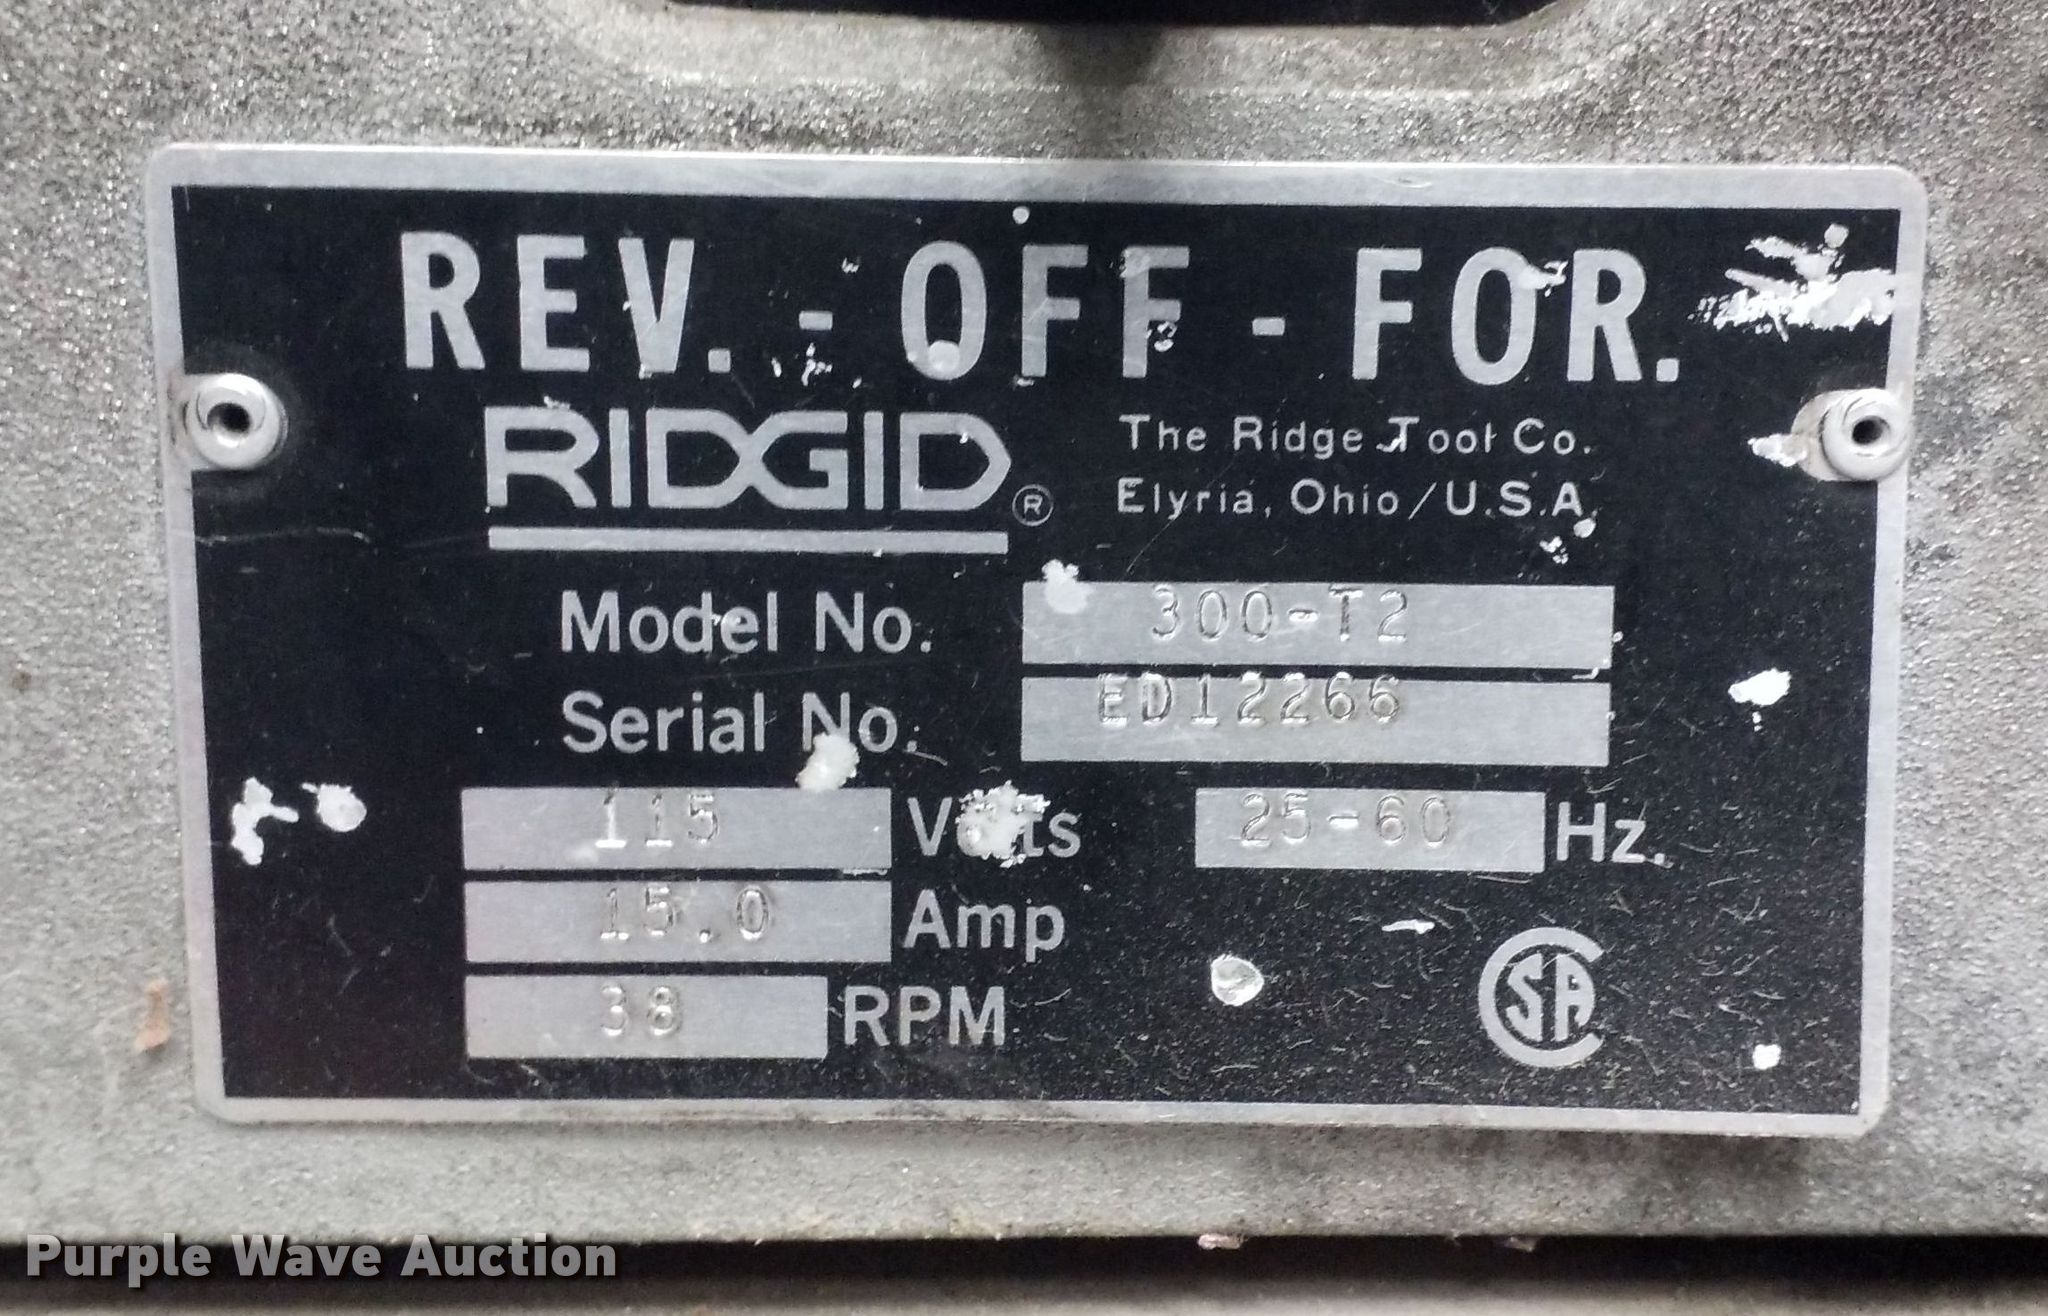 REV. - OFF - FOR.
RIDGID ®
The Ridge Tool Co.
Elyria, Ohio/U.S.A.
Model No. 300-T2
Serial No. ED12266
115 Volts 25-60 Hz.
15.0 Amp
38 RPM
CSA
Purple Wave Auction